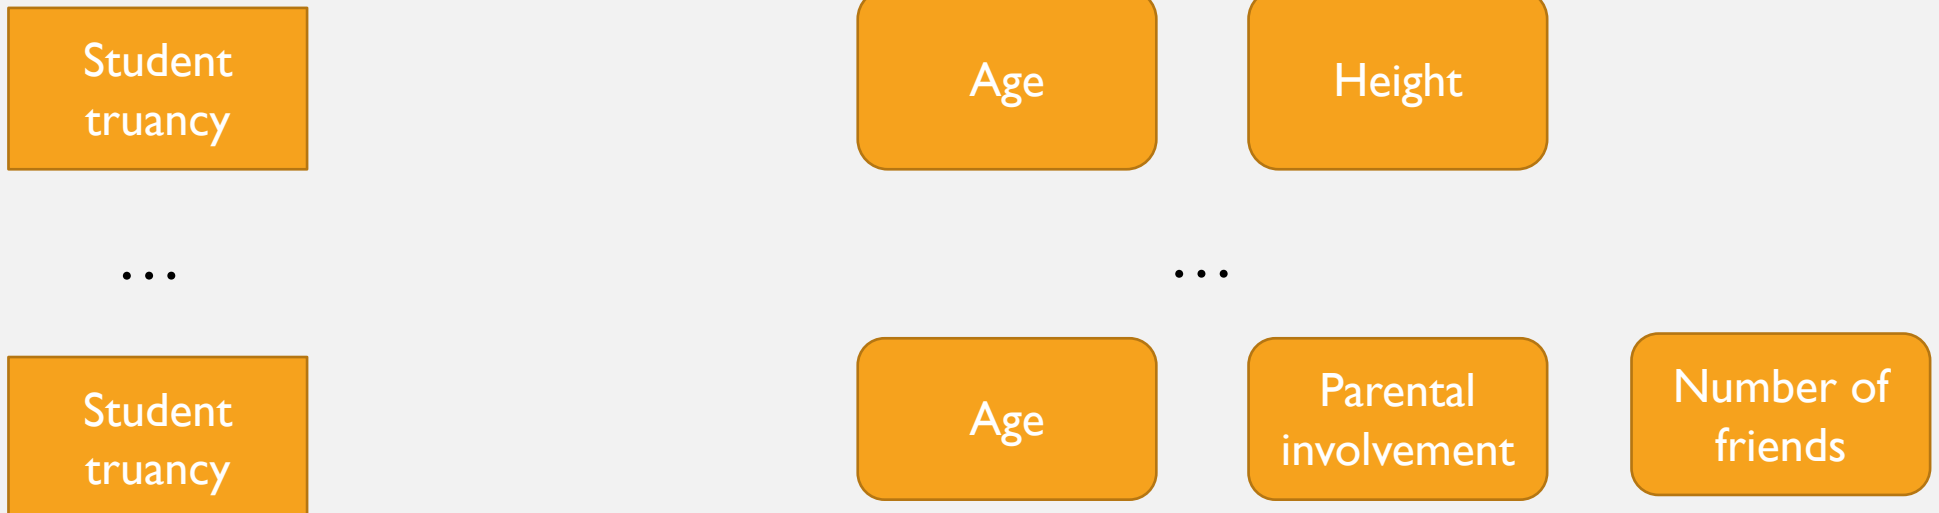 Student
truancy
Age
Height
...
...
Student
truancy
Age
Parental
involvement
Number of
friends